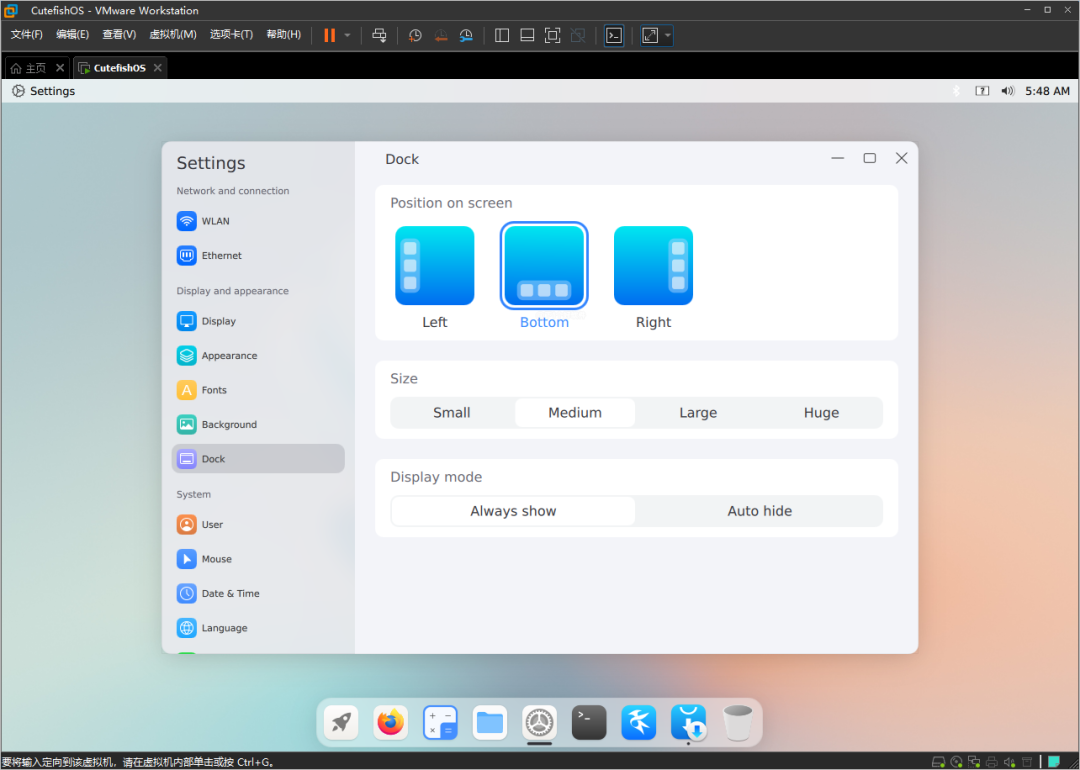 CutefishOS - VMware Workstation
文件(F) 编辑(E) 查看(V) 虚拟机(M) 选项卡(T) 帮助(H)
主页 CutefishOS
Settings 5:48 AM
Settings
Network and connection
WLAN
Ethernet
Display and appearance
Display
Appearance
Fonts
Background
Dock
System
User
Mouse
Date & Time
Language
Dock
Position on screen
Left Bottom Right
Size
Small Medium Large Huge
Display mode
Always show Auto hide
要将输入定向到该虚拟机，请在虚拟机内部单击或按 Ctrl+G。